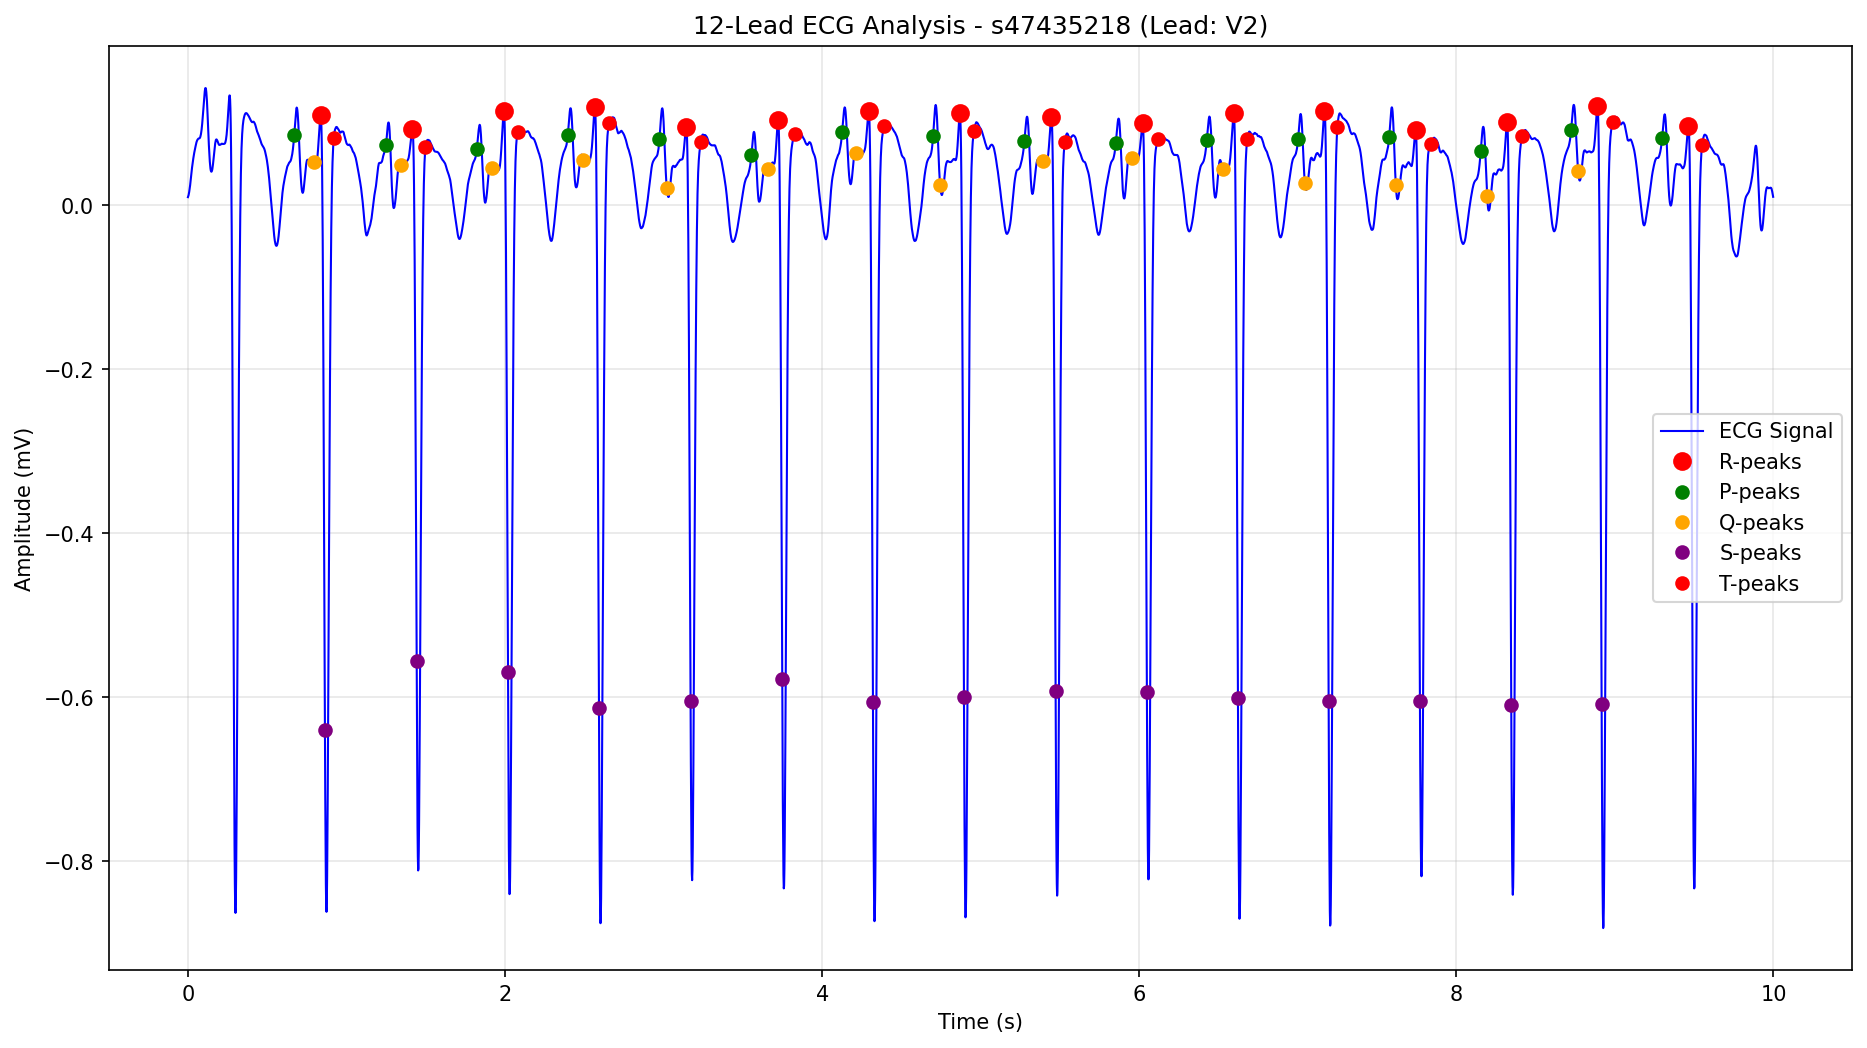 12-Lead ECG Analysis - s47435218 (Lead: V2)
0.0
−0.2
−0.4
−0.6
−0.8
Amplitude (mV)
ECG Signal
R-peaks
P-peaks
Q-peaks
S-peaks
T-peaks
0 2 4 6 8 10
Time (s)